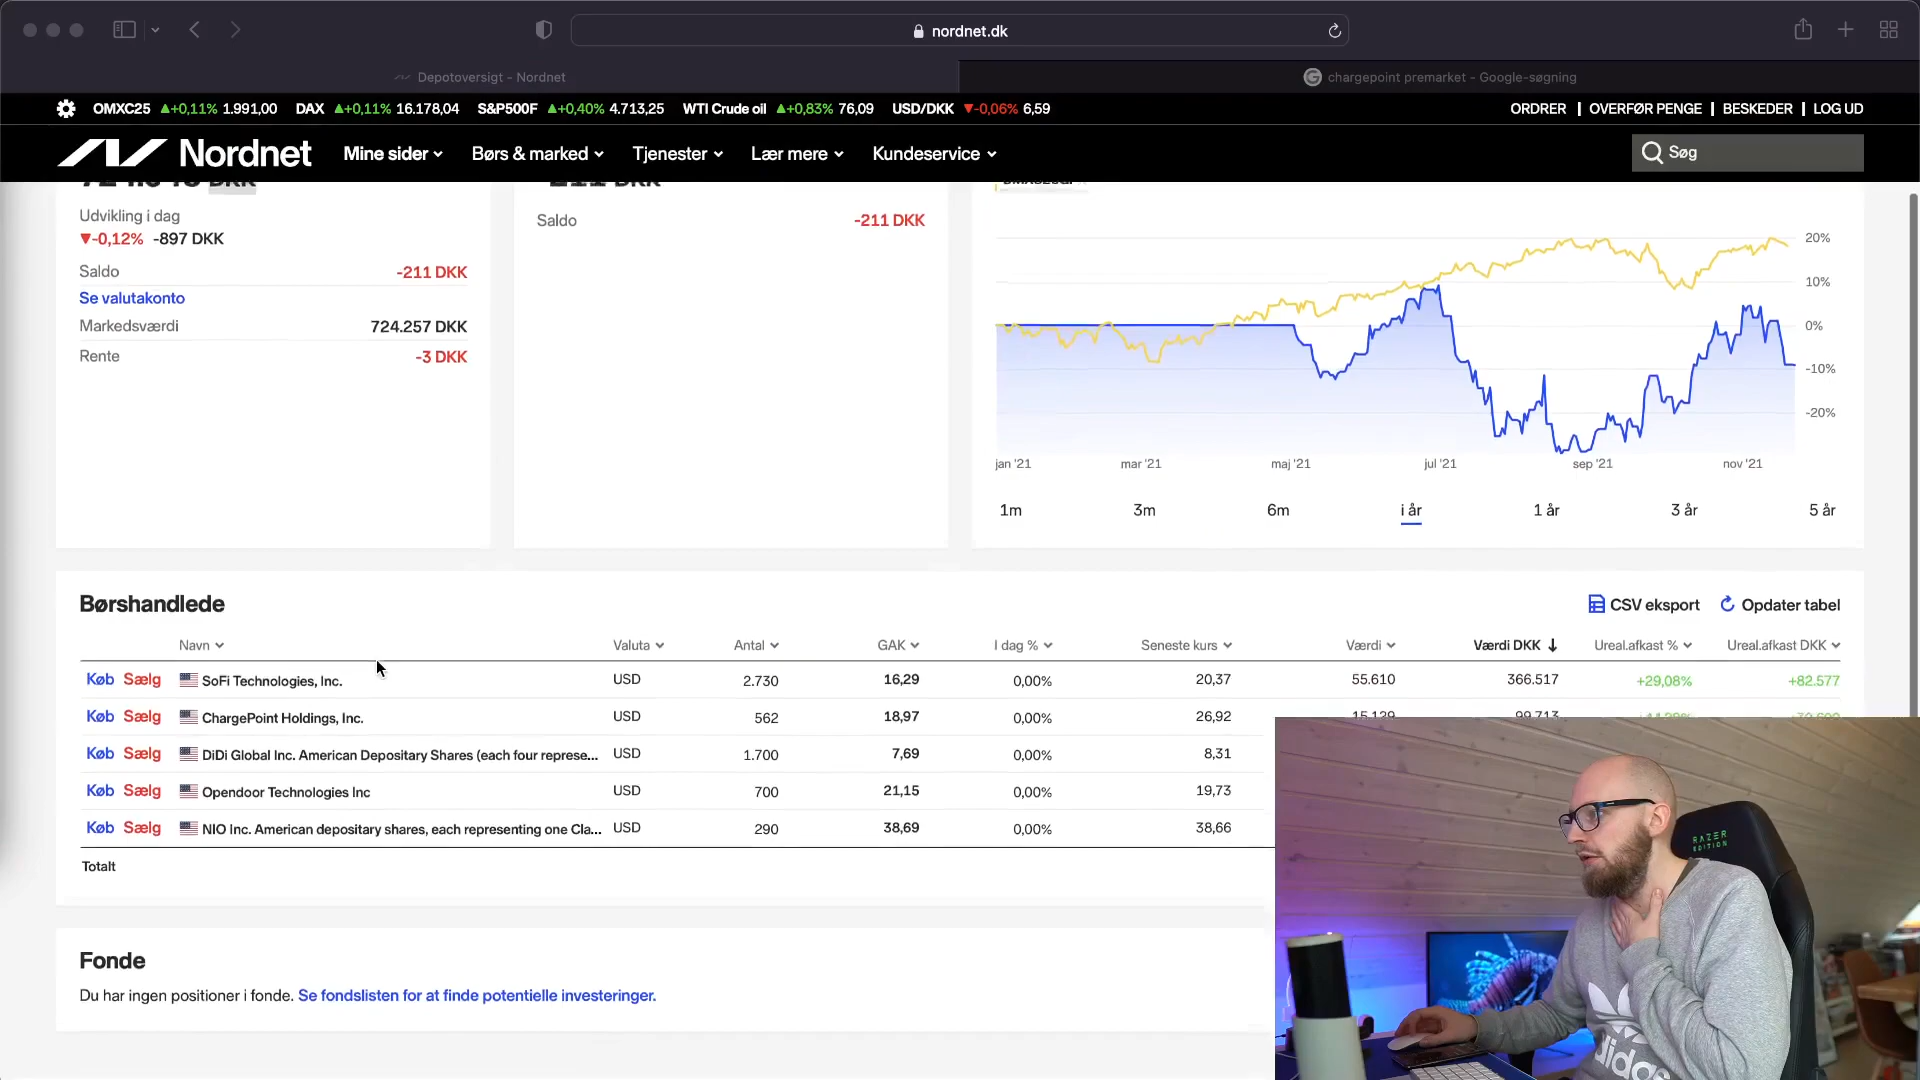 nordnet.dk
Depotoversigt - Nordnet
chargepoint premarket - Google-søgning
OMXC25 ▲+0,11% 1.991,00 DAX ▲+0,11% 16.178,04 S&P500F ▲+0,40% 4.713,25 WTI Crude oil ▲+0,83% 76,09 USD/DKK ▼-0,06% 6,59
ORDRER | OVERFØR PENGE | BESKEDER | LOG UD
Nordnet Mine sider Børs & marked Tjenester Lær mere Kundeservice Søg
Udvikling i dag
▼-0,12% -897 DKK
Saldo -211 DKK
Se valutakonto
Markedsværdi 724.257 DKK
Rente -3 DKK
Saldo -211 DKK
20%
10%
0%
-10%
-20%
jan '21 mar '21 maj '21 jul '21 sep '21 nov '21
1m 3m 6m i år 1 år 3 år 5 år
Børshandlede
CSV eksport Opdater tabel
Navn Valuta Antal GAK I dag % Seneste kurs Værdi Værdi DKK ↓ Ureal.afkast % Ureal.afkast DKK
Køb Sælg SoFi Technologies, Inc. USD 2.730 16,29 0,00% 20,37 55.610 366.517 +29,08% +82.577
Køb Sælg ChargePoint Holdings, Inc. USD 562 18,97 0,00% 26,92 15.129 99.713
Køb Sælg DiDi Global Inc. American Depositary Shares (each four represe... USD 1.700 7,69 0,00% 8,31
Køb Sælg Opendoor Technologies Inc USD 700 21,15 0,00% 19,73
Køb Sælg NIO Inc. American depositary shares, each representing one Cla... USD 290 38,69 0,00% 38,66
Totalt
Fonde
Du har ingen positioner i fonde. Se fondslisten for at finde potentielle investeringer.
RAZER
EDITION
adidas